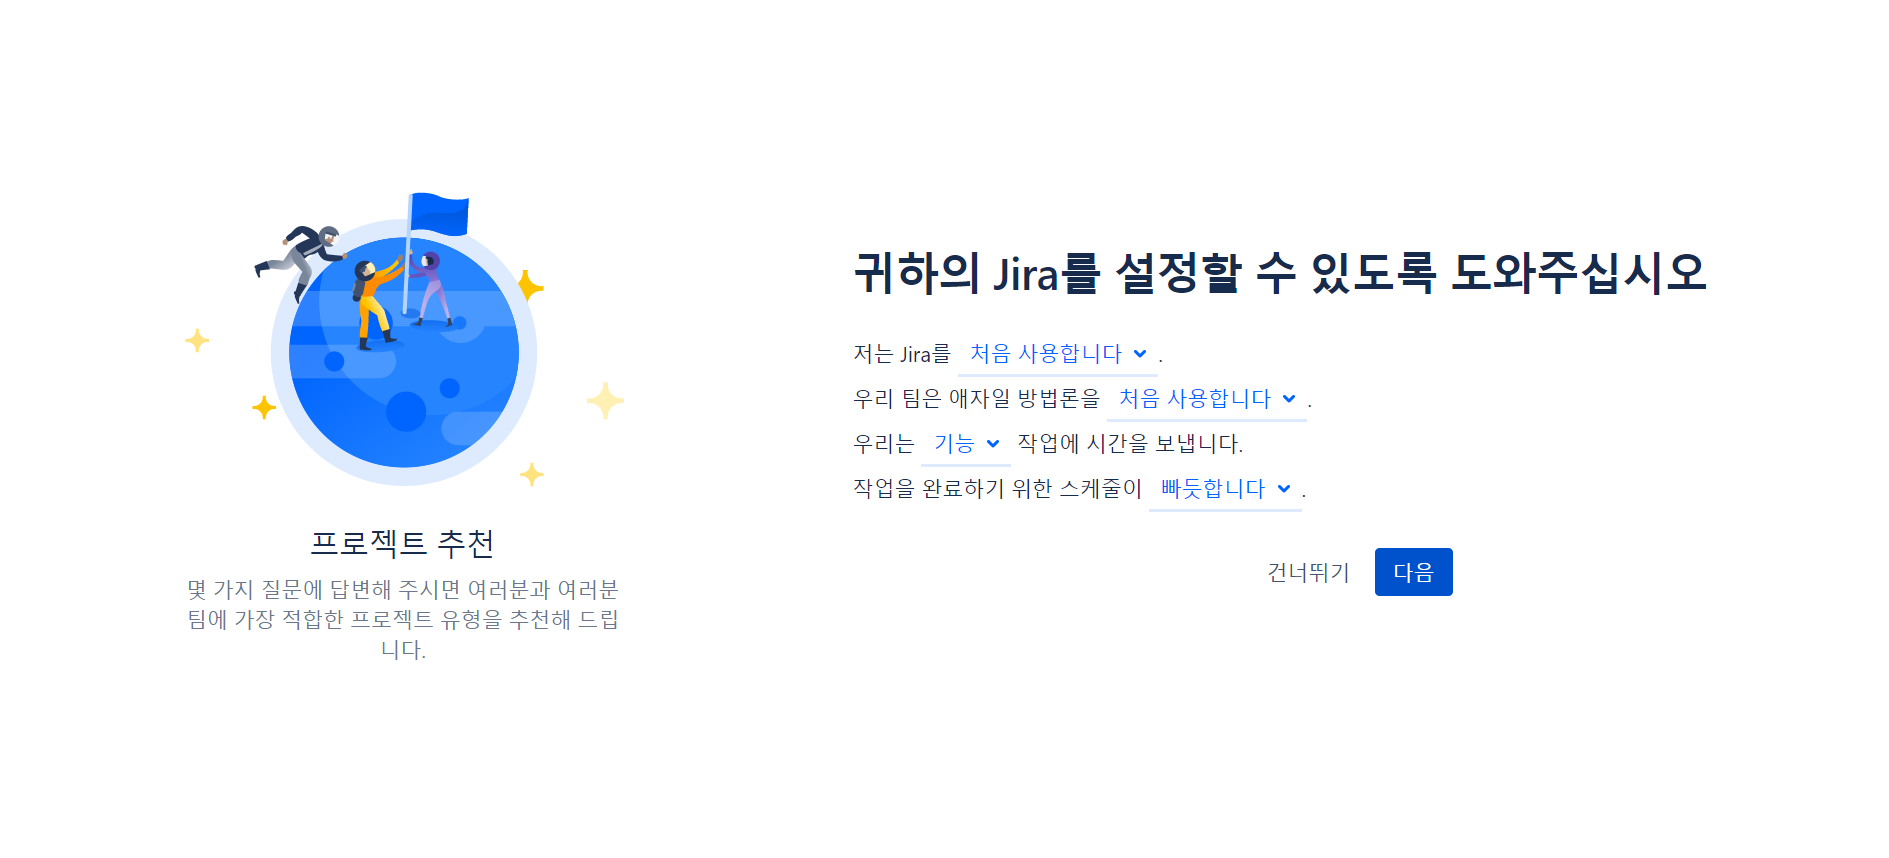 프로젝트 추천
몇 가지 질문에 답변해 주시면 여러분과 여러분
팀에 가장 적합한 프로젝트 유형을 추천해 드립
니다.
귀하의 Jira를 설정할 수 있도록 도와주십시오
저는 Jira를 처음 사용합니다 .
우리 팀은 애자일 방법론을 처음 사용합니다 .
우리는 기능 작업에 시간을 보냅니다.
작업을 완료하기 위한 스케줄이 빠듯합니다 .
건너뛰기 다음